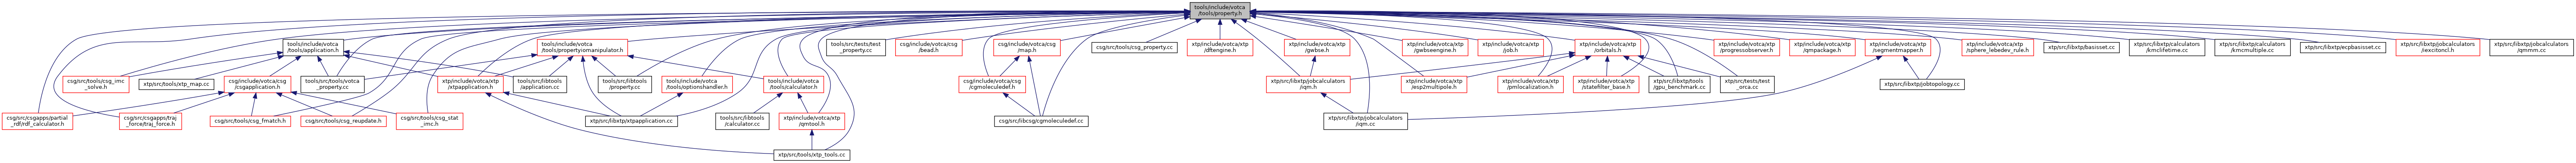 tools/include/votca
/tools/property.h
tools/include/votca
/tools/application.h
tools/include/votca
/tools/propertyiomanipulator.h
tools/src/tests/test
_property.cc
csg/include/votca/csg
/bead.h
csg/include/votca/csg
/map.h
csg/src/tools/csg_property.cc
xtp/include/votca/xtp
/dftengine.h
xtp/include/votca/xtp
/gwbse.h
xtp/include/votca/xtp
/gwbseengine.h
xtp/include/votca/xtp
/job.h
xtp/include/votca/xtp
/orbitals.h
xtp/include/votca/xtp
/progressobserver.h
xtp/include/votca/xtp
/qmpackage.h
xtp/include/votca/xtp
/segmentmapper.h
xtp/include/votca/xtp
/sphere_lebedev_rule.h
xtp/src/libxtp/basisset.cc
xtp/src/libxtp/calculators
/kmclifetime.cc
xtp/src/libxtp/calculators
/kmcmultiple.cc
xtp/src/libxtp/ecpbasisset.cc
xtp/src/libxtp/jobcalculators
/iexcitoncl.h
xtp/src/libxtp/jobcalculators
/qmmm.cc
csg/src/tools/csg_imc
_solve.h
xtp/src/tools/xtp_map.cc
csg/include/votca/csg
/csgapplication.h
tools/src/tools/votca
_property.cc
xtp/include/votca/xtp
/xtpapplication.h
tools/src/libtools
/application.cc
tools/src/libtools
/property.cc
tools/include/votca
/tools/optionshandler.h
tools/include/votca
/tools/calculator.h
csg/include/votca/csg
/cgmoleculedef.h
xtp/src/libxtp/jobcalculators
/iqm.h
xtp/include/votca/xtp
/esp2multipole.h
xtp/include/votca/xtp
/pmlocalization.h
xtp/include/votca/xtp
/statefilter_base.h
xtp/src/libxtp/tools
/gpu_benchmark.cc
xtp/src/tests/test
_orca.cc
xtp/src/libxtp/jobtopology.cc
csg/src/csgapps/partial
_rdf/rdf_calculator.h
csg/src/csgapps/traj
_force/traj_force.h
csg/src/tools/csg_fmatch.h
csg/src/tools/csg_reupdate.h
csg/src/tools/csg_stat
_imc.h
xtp/src/libxtp/xtpapplication.cc
tools/src/libtools
/calculator.cc
xtp/include/votca/xtp
/qmtool.h
csg/src/libcsg/cgmoleculedef.cc
xtp/src/libxtp/jobcalculators
/iqm.cc
xtp/src/tools/xtp_tools.cc